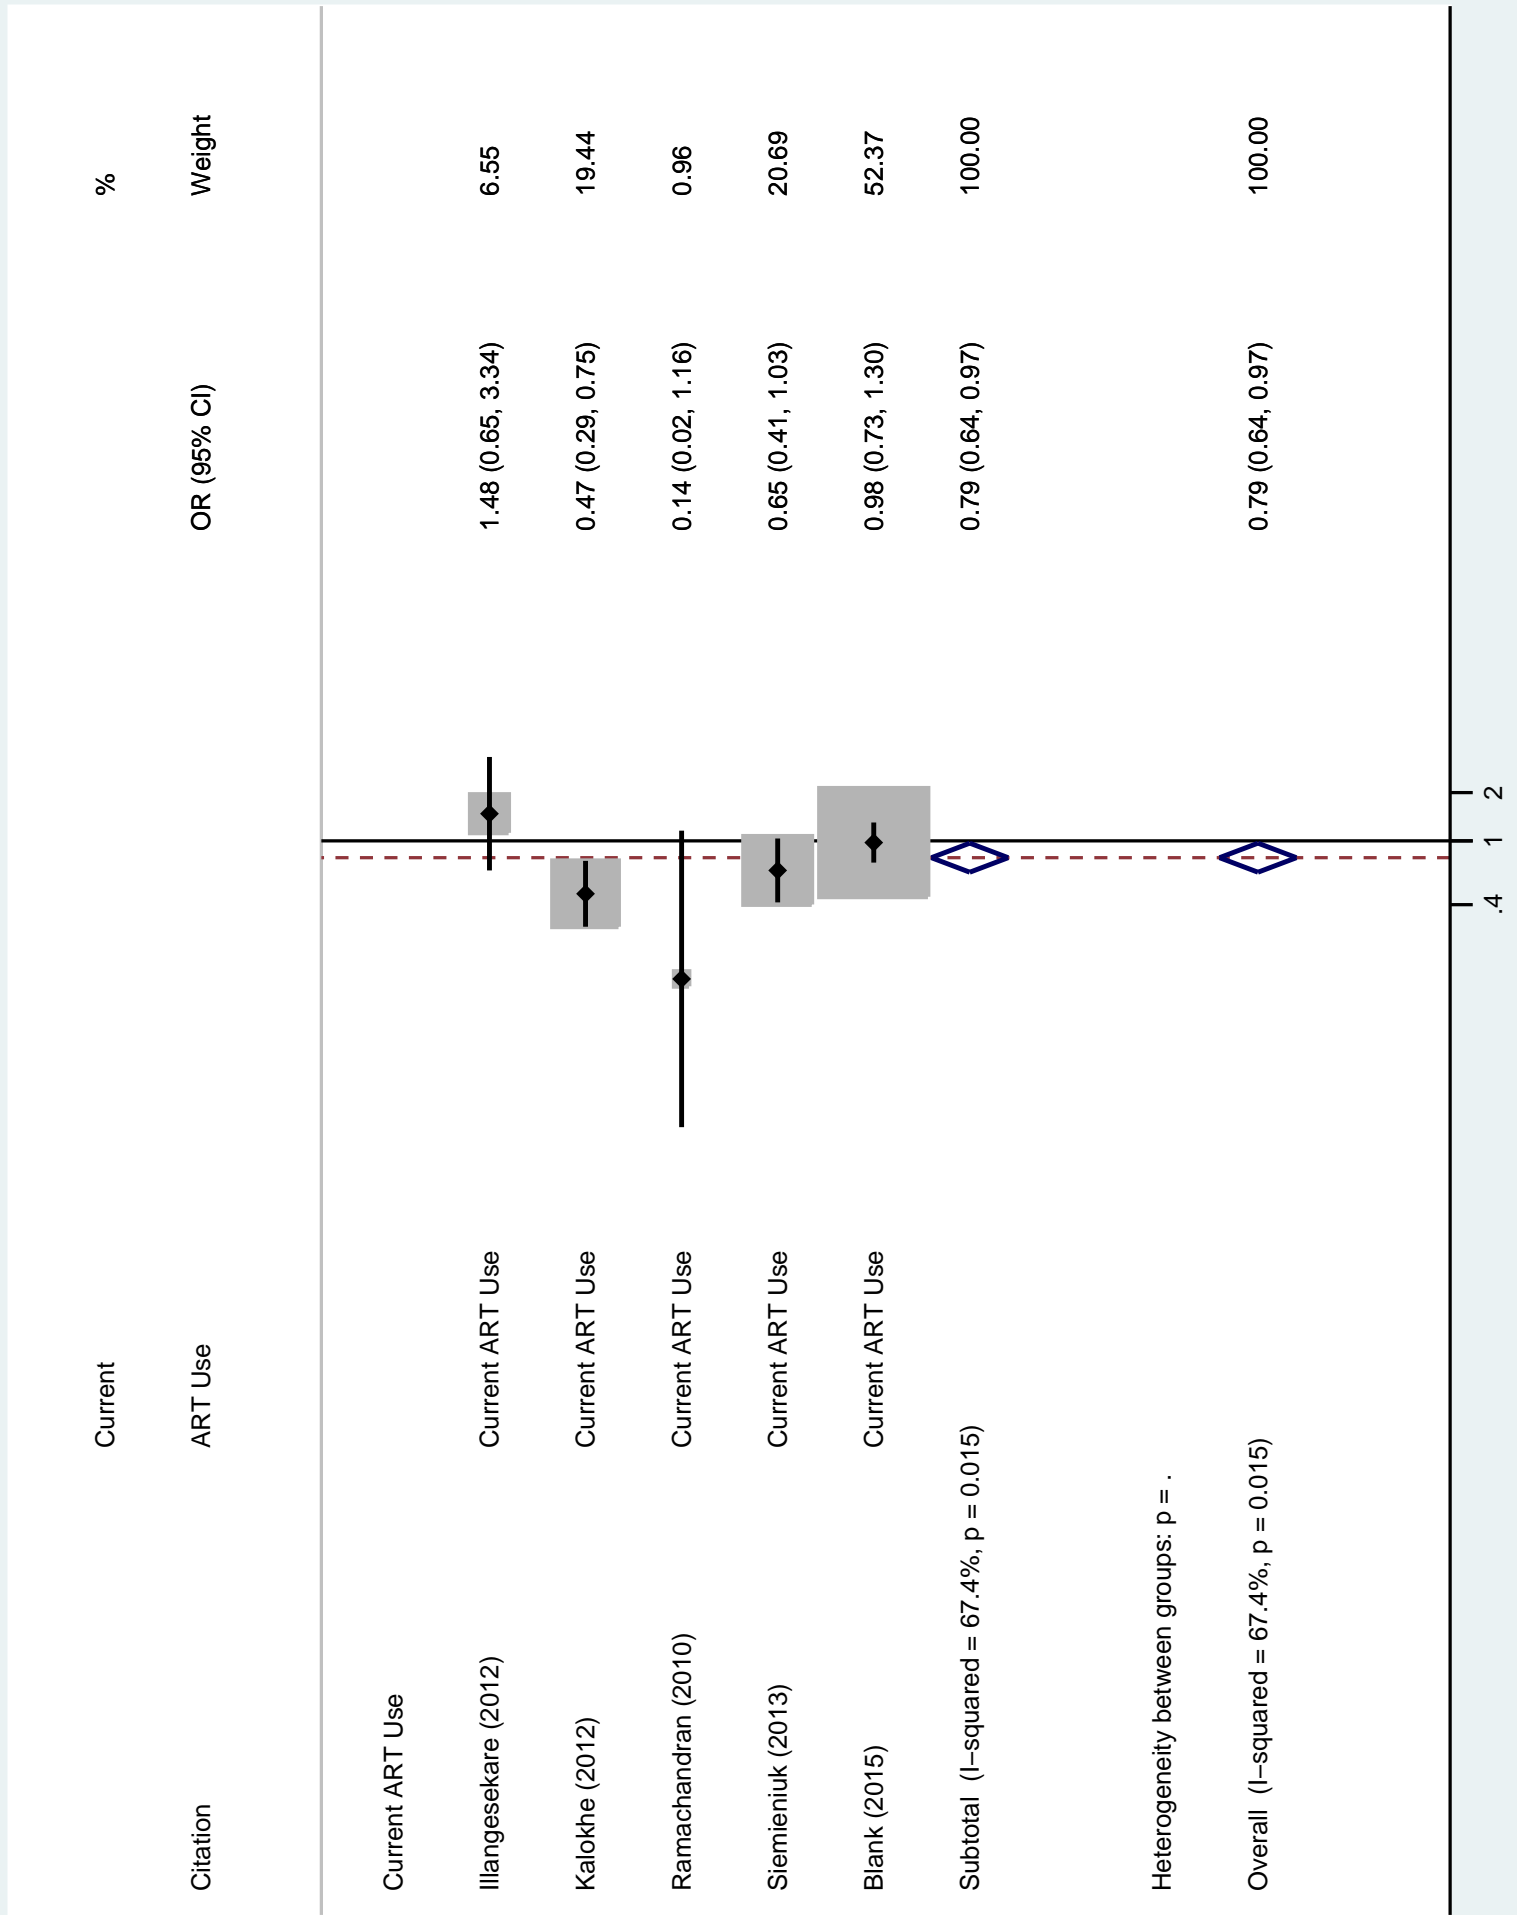 Current %
Citation ART Use OR (95% CI) Weight
Current ART Use
Illangesekare (2012) Current ART Use 1.48 (0.65, 3.34) 6.55
Kalokhe (2012) Current ART Use 0.47 (0.29, 0.75) 19.44
Ramachandran (2010) Current ART Use 0.14 (0.02, 1.16) 0.96
Siemieniuk (2013) Current ART Use 0.65 (0.41, 1.03) 20.69
Blank (2015) Current ART Use 0.98 (0.73, 1.30) 52.37
Subtotal (I−squared = 67.4%, p = 0.015) 0.79 (0.64, 0.97) 100.00
Heterogeneity between groups: p = .
Overall (I−squared = 67.4%, p = 0.015) 0.79 (0.64, 0.97) 100.00
.4 1 2